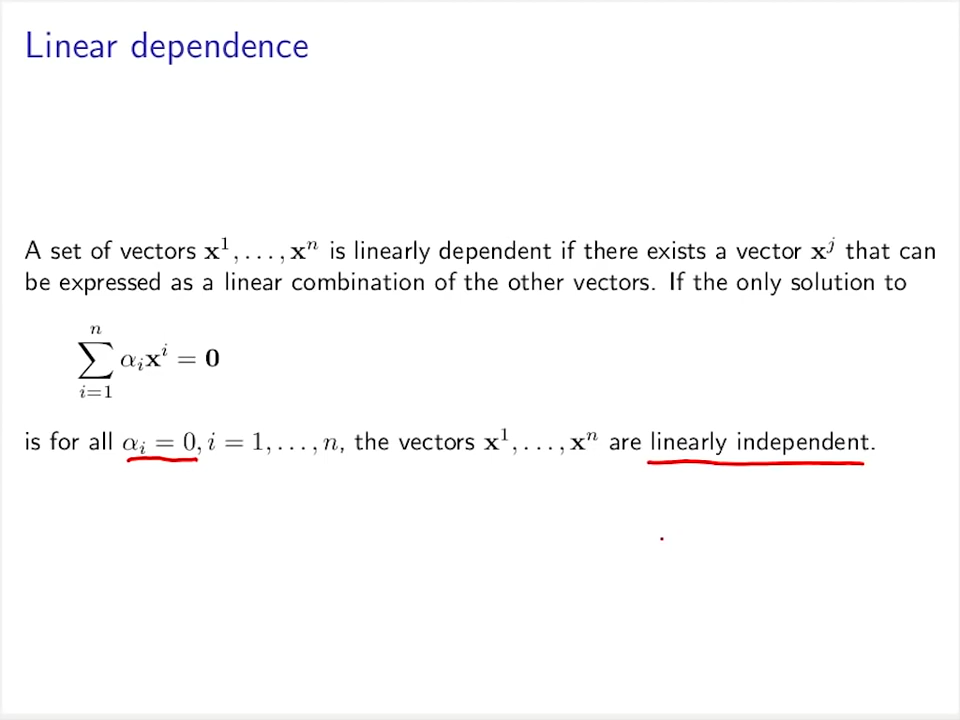 Linear dependence
A set of vectors x¹, . . . , xⁿ is linearly dependent if there exists a vector xʲ that can
be expressed as a linear combination of the other vectors. If the only solution to
n
∑ αᵢxⁱ = 0
i=1
is for all αᵢ = 0, i = 1, . . . , n, the vectors x¹, . . . , xⁿ are linearly independent.